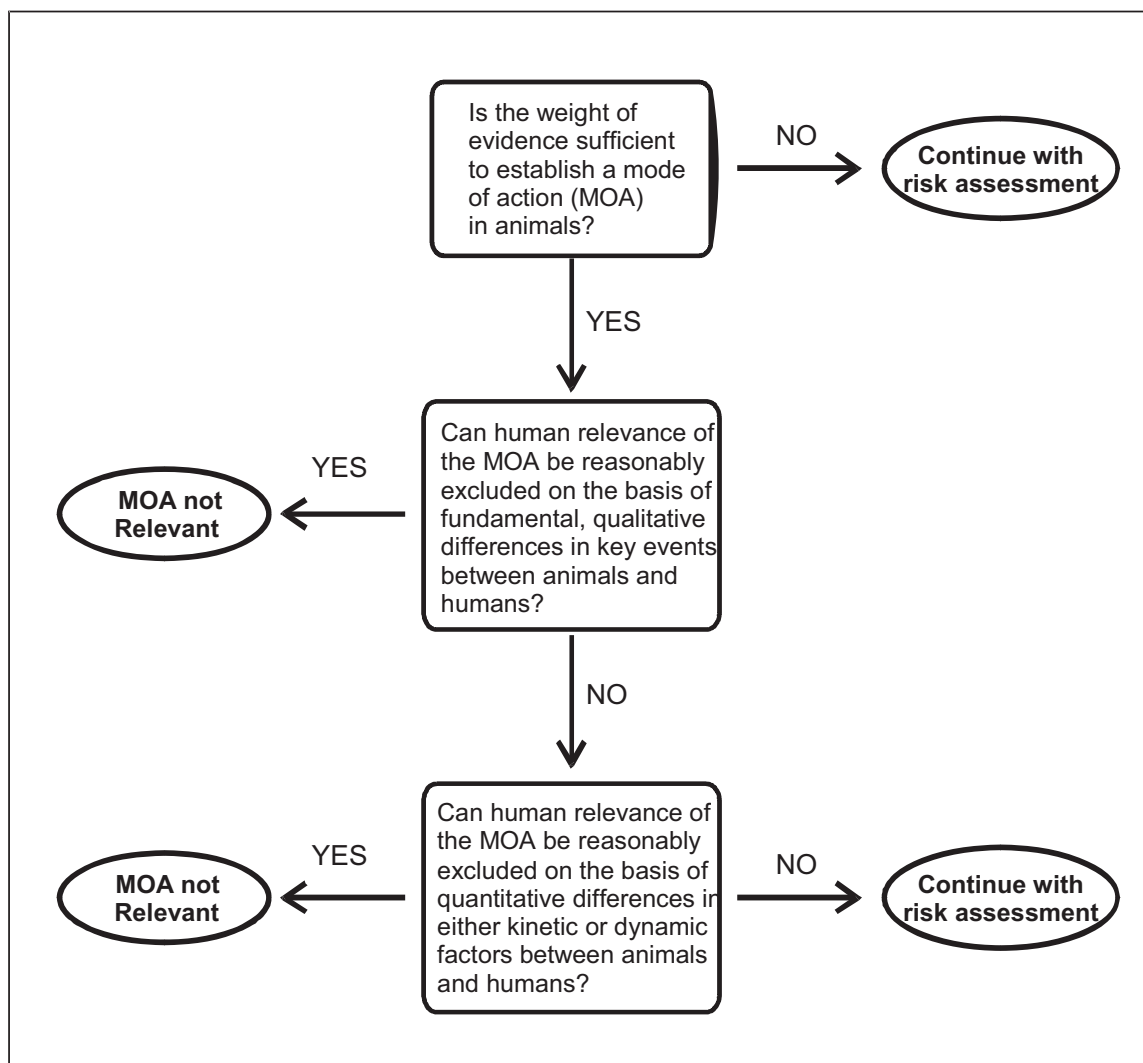 Is the weight of
evidence sufficient
to establish a mode
of action (MOA)
in animals?
NO
Continue with
risk assessment
YES
Can human relevance of
the MOA be reasonably
excluded on the basis of
fundamental, qualitative
differences in key events
between animals and
humans?
YES
MOA not
Relevant
NO
Can human relevance of
the MOA be reasonably
excluded on the basis of
quantitative differences in
either kinetic or dynamic
factors between animals
and humans?
YES
MOA not
Relevant
NO
Continue with
risk assessment